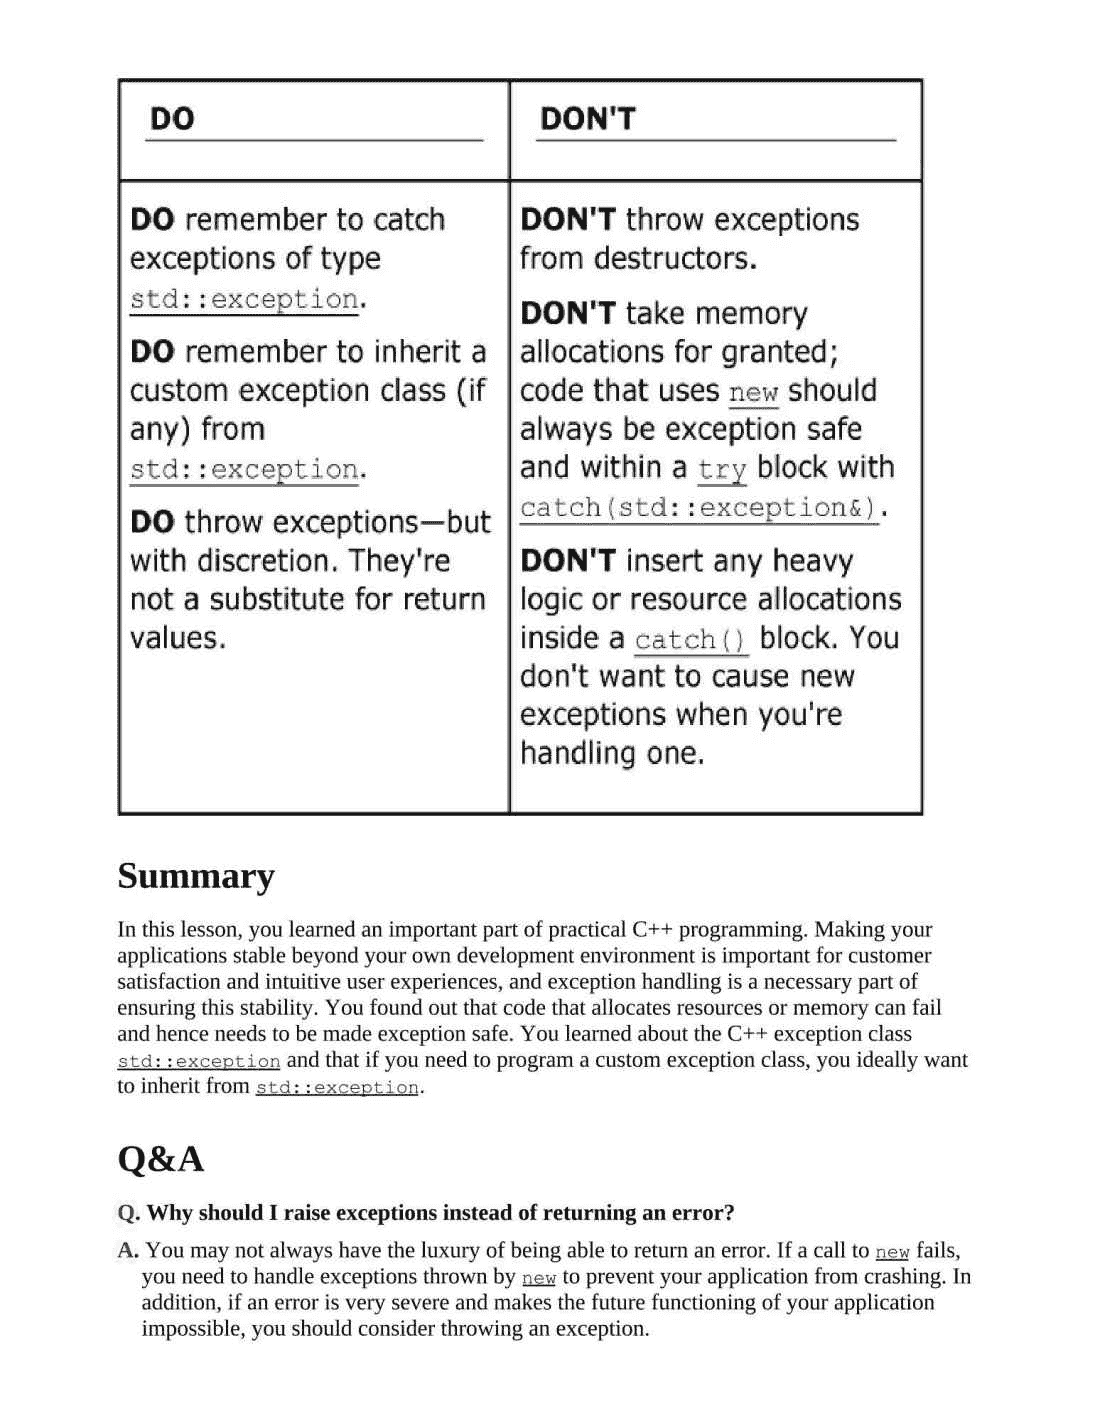 DO
DON'T
DO remember to catch
exceptions of type
std::exception.
DO remember to inherit a
custom exception class (if
any) from
std::exception.
DO throw exceptions—but
with discretion. They're
not a substitute for return
values.
DON'T throw exceptions
from destructors.
DON'T take memory
allocations for granted;
code that uses new should
always be exception safe
and within a try block with
catch(std::exception&).
DON'T insert any heavy
logic or resource allocations
inside a catch() block. You
don't want to cause new
exceptions when you're
handling one.
Summary
In this lesson, you learned an important part of practical C++ programming. Making your
applications stable beyond your own development environment is important for customer
satisfaction and intuitive user experiences, and exception handling is a necessary part of
ensuring this stability. You found out that code that allocates resources or memory can fail
and hence needs to be made exception safe. You learned about the C++ exception class
std::exception and that if you need to program a custom exception class, you ideally want
to inherit from std::exception.
Q&A
Q. Why should I raise exceptions instead of returning an error?
A. You may not always have the luxury of being able to return an error. If a call to new fails,
you need to handle exceptions thrown by new to prevent your application from crashing. In
addition, if an error is very severe and makes the future functioning of your application
impossible, you should consider throwing an exception.